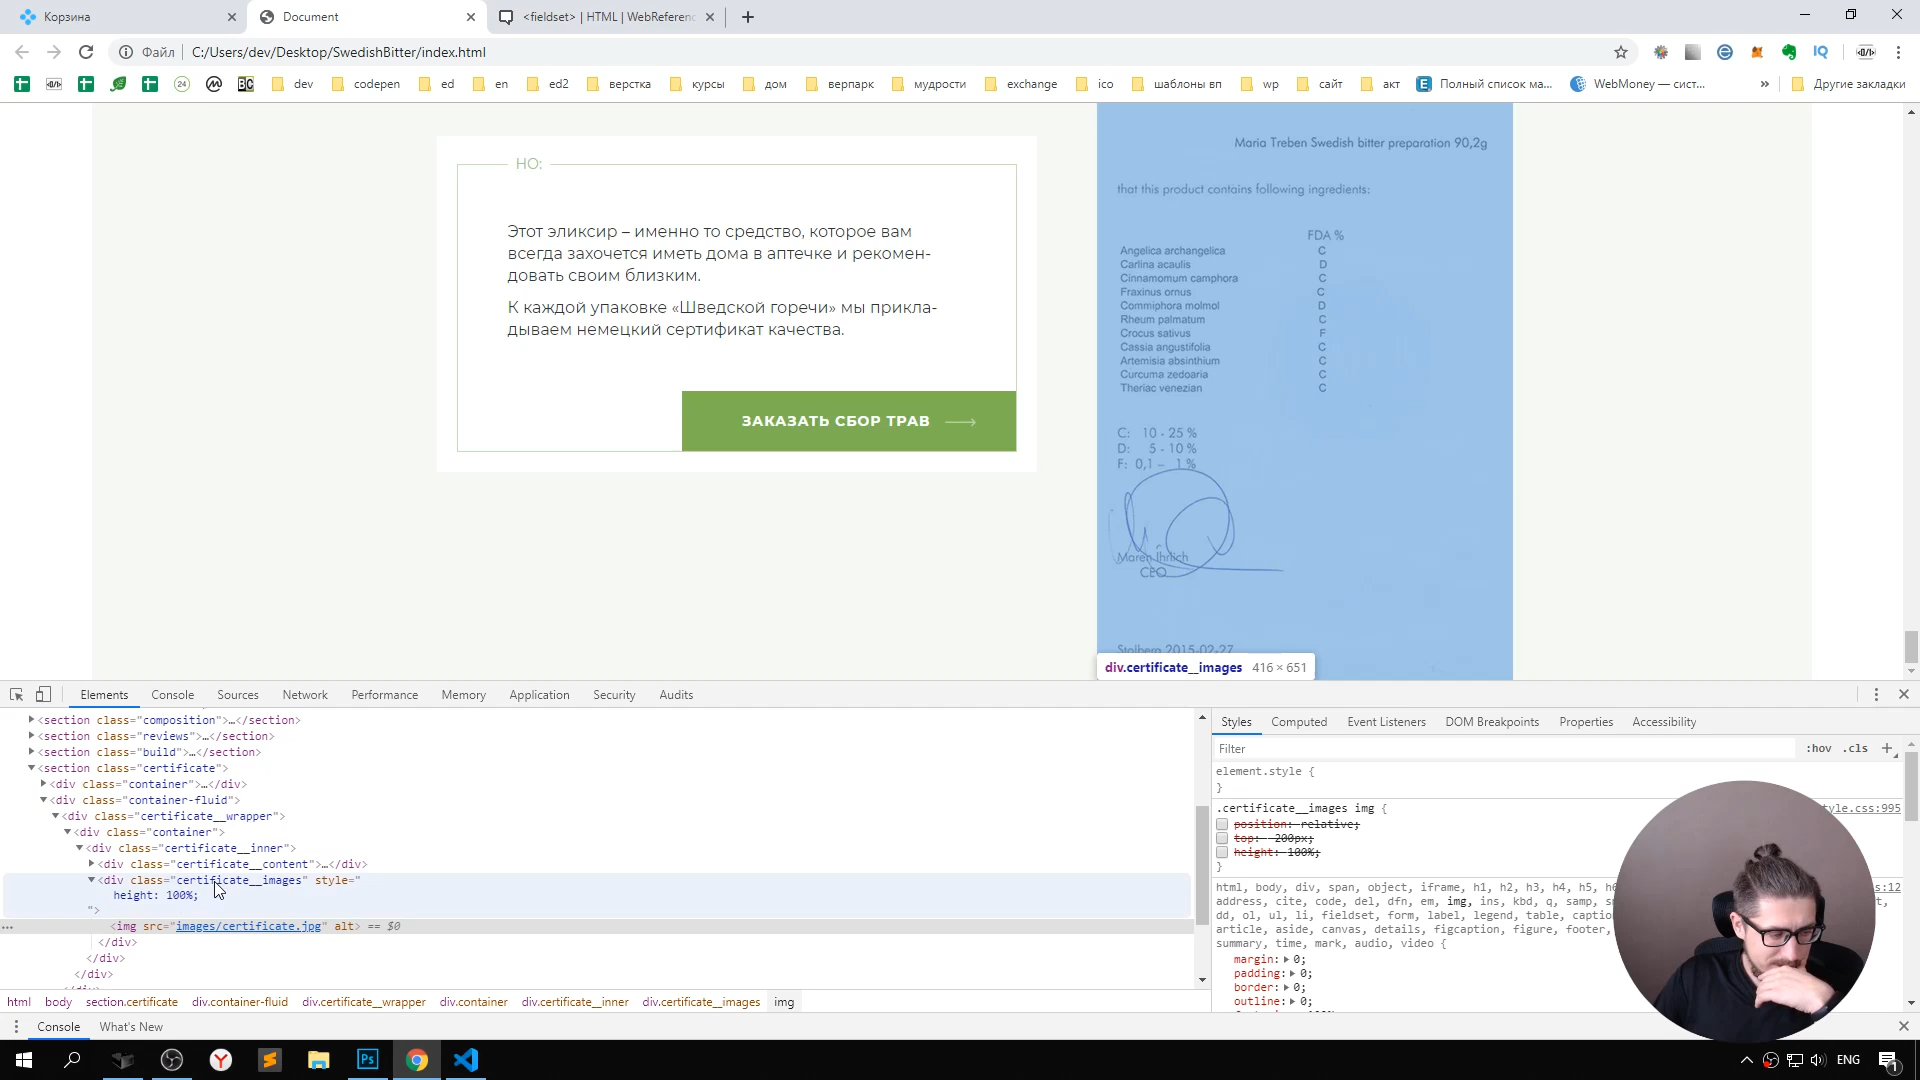 Корзина
Document
<fieldset> | HTML | WebReferenc
Файл
C:/Users/dev/Desktop/SwedishBitter/index.html
dev
codepen
ed
en
ed2
верстка
курсы
дом
верпарк
мудрости
exchange
ico
шаблоны вп
wp
сайт
акт
Полный список ма...
WebMoney — сист...
»
Другие закладки
НО:
Этот эликсир – именно то средство, которое вам
всегда захочется иметь дома в аптечке и рекомен-
довать своим близким.
К каждой упаковке «Шведской горечи» мы прикла-
дываем немецкий сертификат качества.
ЗАКАЗАТЬ СБОР ТРАВ
Maria Treben Swedish bitter preparation 90,2g
that this product contains following ingredients:
FDA %
Angelica archangelica C
Carlina acaulis D
Cinnamomum camphora C
Fraxinus ornus C
Commiphora molmol D
Rheum palmatum C
Crocus sativus F
Cassia angustifolia C
Artemisia absinthium C
Curcuma zedoaria C
Theriac venezian C
C: 10 - 25 %
D: 5 - 10 %
F: 0,1 – 1 %
Maren Ihrlich
CEO
Stolberg 2015-02-27
div.certificate__images 416 × 651
Elements
Console
Sources
Network
Performance
Memory
Application
Security
Audits
<section class="composition">…</section>
<section class="reviews">…</section>
<section class="build">…</section>
<section class="certificate">
<div class="container">…</div>
<div class="container-fluid">
<div class="certificate__wrapper">
<div class="container">
<div class="certificate__inner">
<div class="certificate__content">…</div>
<div class="certificate__images" style="
height: 100%;
">
<img src="images/certificate.jpg" alt> == $0
</div>
</div>
</div>
html
body
section.certificate
div.container-fluid
div.certificate__wrapper
div.container
div.certificate__inner
div.certificate__images
img
Styles
Computed
Event Listeners
DOM Breakpoints
Properties
Accessibility
Filter
:hov
.cls
element.style {
}
.certificate__images img {
tyle.css:995
position: relative;
top: -200px;
height: 100%;
}
html, body, div, span, object, iframe, h1, h2, h3, h4, h5, h6
s:12
address, cite, code, del, dfn, em, img, ins, kbd, q, samp, s
dd, ol, ul, li, fieldset, form, label, legend, table, captio
article, aside, canvas, details, figcaption, figure, footer,
summary, time, mark, audio, video {
margin: 0;
padding: 0;
border: 0;
outline: 0;
Console
What's New
ENG